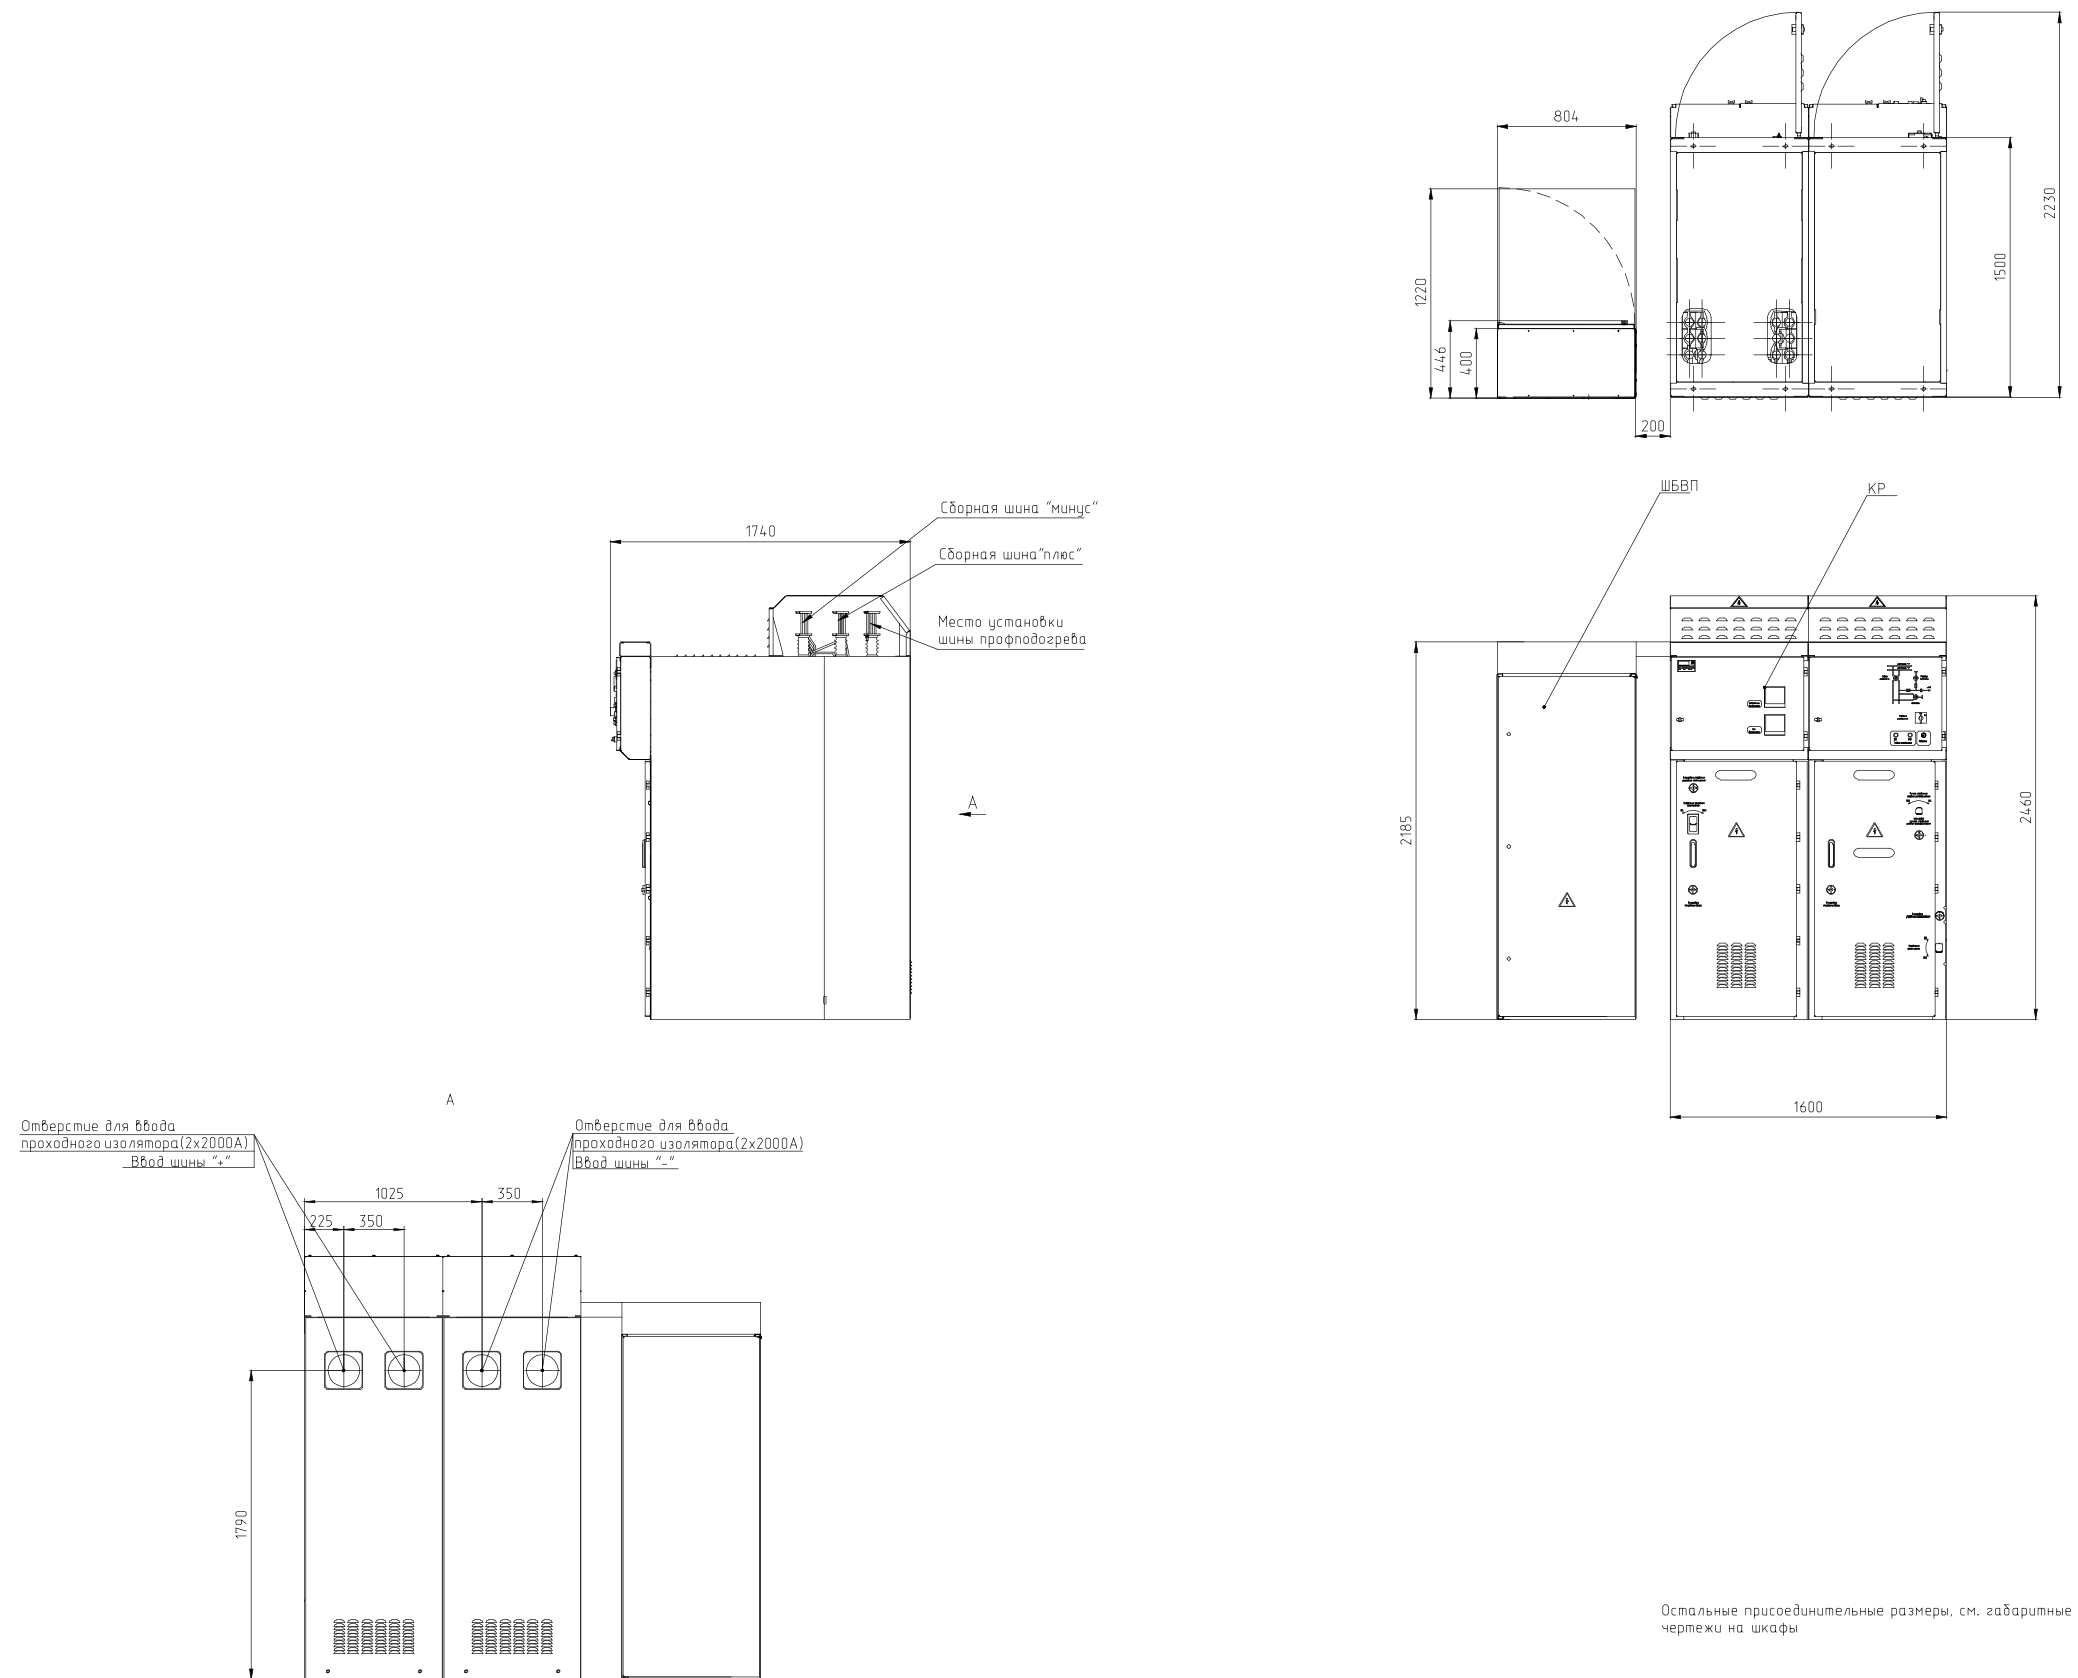 804
2230
1500
1220
446
400
200
ШБВП
КР
Сборная шина "минус"
1740
Сборная шина"плюс"
Место установки
шины профподогрева
А
2185
2460
1600
А
Отверстие для ввода
проходного изолятора(2х2000А)
Ввод шины "+"
Отверстие для ввода
проходного изолятора(2х2000А)
Ввод шины "-"
1025
350
225
350
1790
Остальные присоединительные размеры, см. габаритные
чертежи на шкафы